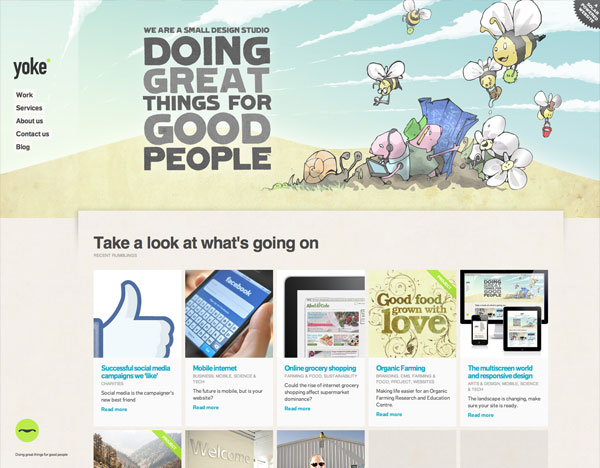 A SOLAR POWERED WEBSITE
WE ARE A SMALL DESIGN STUDIO
DOING
GREAT
THINGS FOR
GOOD
PEOPLE
yoke
Work
Services
About us
Contact us
Blog
Take a look at what's going on
RECENT RUMBLINGS
facebook
Good food
grown with
love
DOING
GREAT
THINGS FOR
GOOD
PEOPLE
Successful social media
campaigns we 'like'
CHARITIES
Social media is the campaigner's
new best friend
Read more
Mobile internet
BUSINESS, MOBILE, SCIENCE &
TECH
The future is mobile, but is your
website?
Read more
Online grocery shopping
FARMING & FOOD, SUSTAINABILITY
Could the rise of internet grocery
shopping affect supermarket
dominance?
Read more
Organic Farming
BRANDING, CMS, FARMING &
FOOD, PROJECT, WEBSITES
Making life easier for an Organic
Farming Research and Education
Centre.
Read more
The multiscreen world
and responsive design
ARTS & DESIGN, MOBILE, SCIENCE
& TECH
The landscape is changing, make
sure your site is ready.
Read more
Welcome
Doing great things for good people